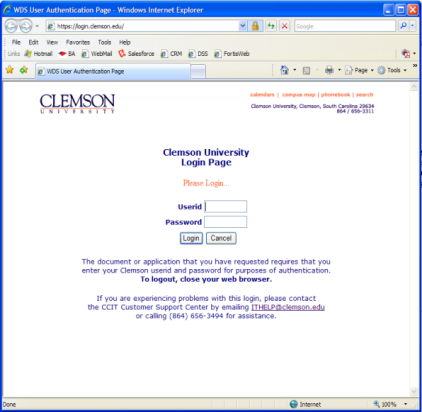 WDS User Authentication Page - Windows Internet Explorer
https://login.clemson.edu/
Google
File Edit View Favorites Tools Help
Links Hotmail BA WebMail Salesforce CRM DSS FortisWeb
WDS User Authentication Page
Page Tools
CLEMSON
UNIVERSITY
calendars | campus map | phonebook | search
Clemson University, Clemson, South Carolina 29634
864 / 656-3311
Clemson University
Login Page
Please Login...
Userid
Password
Login Cancel
The document or application that you have requested requires that you
enter your Clemson userid and password for purposes of authentication.
To logout, close your web browser.
If you are experiencing problems with this login, please contact
the CCIT Customer Support Center by emailing ITHELP@clemson.edu
or calling (864) 656-3494 for assistance.
Done Internet 100%